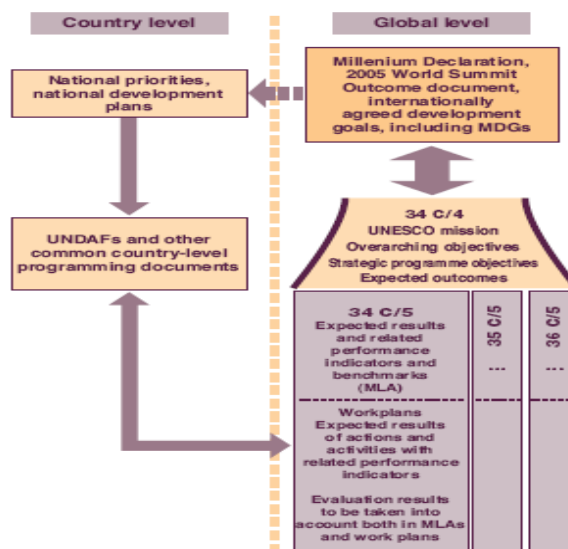 Country level
Global level
National priorities,
national development
plans
Millenium Declaration,
2005 World Summit
Outcome document,
internationally
agreed development
goals, including MDGs
UNDAFs and other
common country-level
programming documents
34 C/4
UNESCO mission
Overarching objectives
Strategic programme objectives
Expected outcomes
34 C/5
Expected results
and related
performance
indicators and
benchmarks
(MLA)
35 C/5
---
36 C/5
---
Workplans
Expected results
of actions and
activities with
related performance
indicators
Evaluation results
to be taken into
account both in MLAs
and work plans